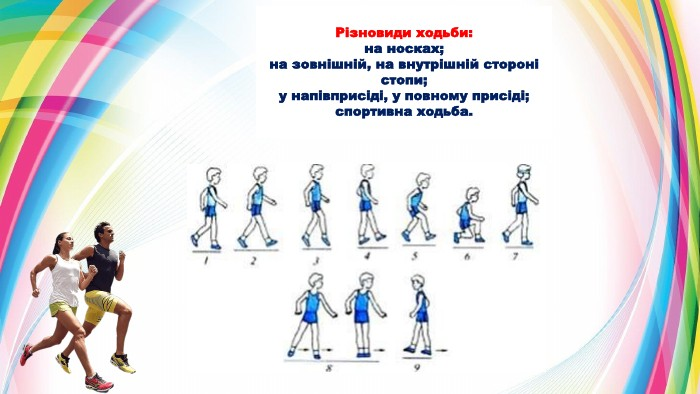 Різновиди ходьби:
на носках;
на зовнішній, на внутрішній стороні
стопи;
у напівприсіді, у повному присіді;
спортивна ходьба.
1 2 3 4 5 6 7
8 9